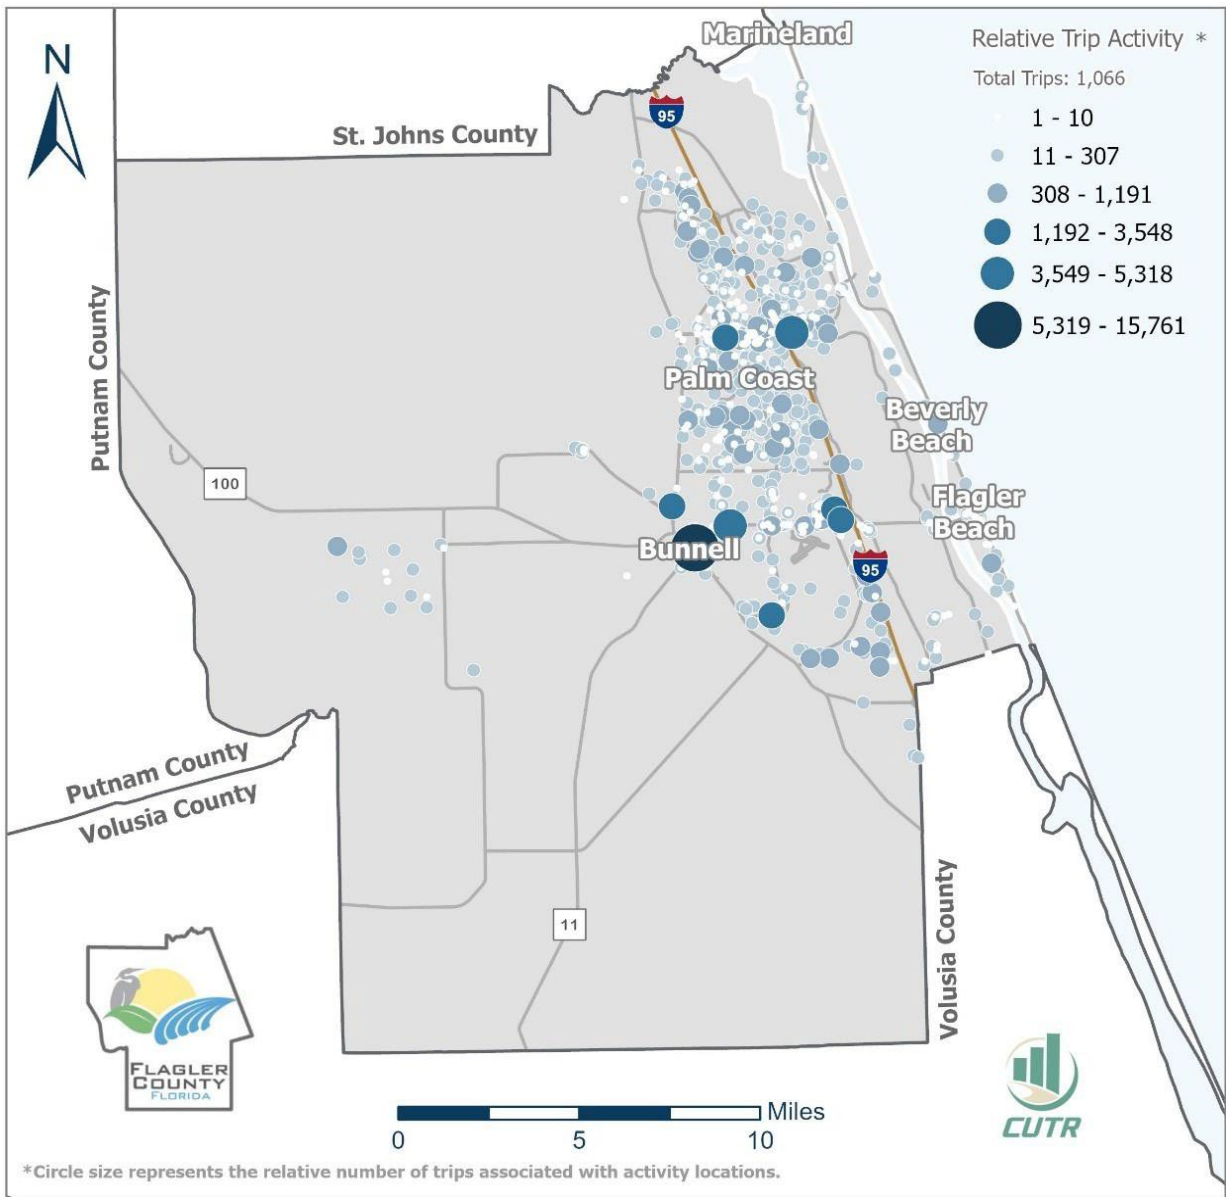 Marineland
Relative Trip Activity *
Total Trips: 1,066
1 - 10
11 - 307
308 - 1,191
1,192 - 3,548
3,549 - 5,318
5,319 - 15,761
N
95
St. Johns County
Putnam County
Palm Coast
Beverly
Beach
100
Flagler
Beach
Bunnell
95
Putnam County
Volusia County
11
Volusia County
FLAGLER
COUNTY
FLORIDA
CUTR
Miles
0 5 10
*Circle size represents the relative number of trips associated with activity locations.